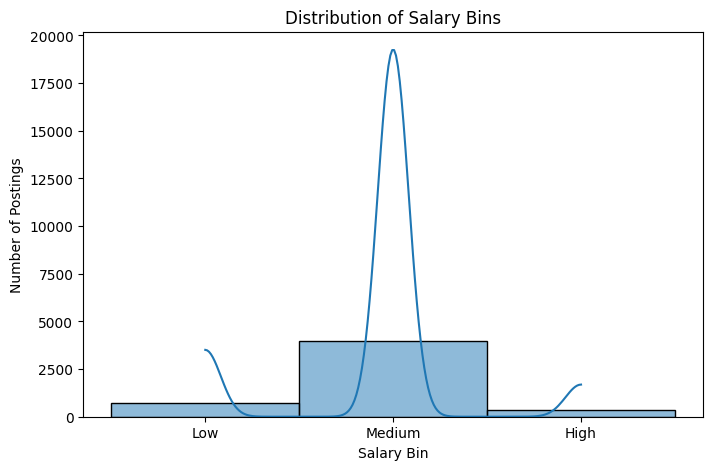 Distribution of Salary Bins
20000
17500
15000
12500
10000
7500
5000
2500
0
Number of Postings
Low Medium High
Salary Bin